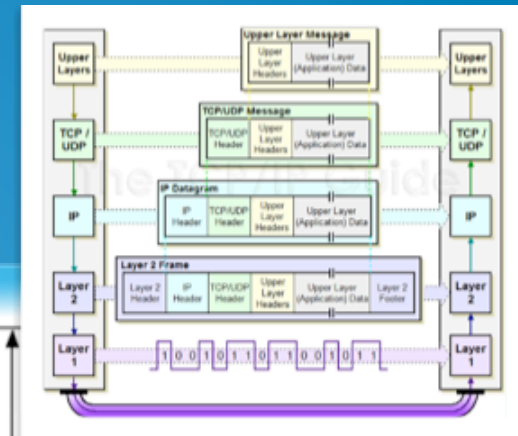 Upper Layer Message
Upper
Layers
Upper
Layer
Headers
Upper Layer
(Application) Data
Upper
Layers
TCP/UDP Message
TCP /
UDP
TCP/UDP
Header
Upper
Layer
Headers
Upper Layer
(Application) Data
TCP /
UDP
The TCP/IP Guide
IP Datagram
IP
IP
Header
TCP/UDP
Header
Upper
Layer
Headers
Upper Layer
(Application) Data
IP
Layer 2 Frame
Layer
2
Layer 2
Header
IP
Header
TCP/UDP
Header
Upper
Layer
Headers
Upper Layer
(Application) Data
Layer 2
Footer
Layer
2
Layer
1
1 0 0 1 0 1 1 0 1 1 0 0 1 0 1 1
Layer
1